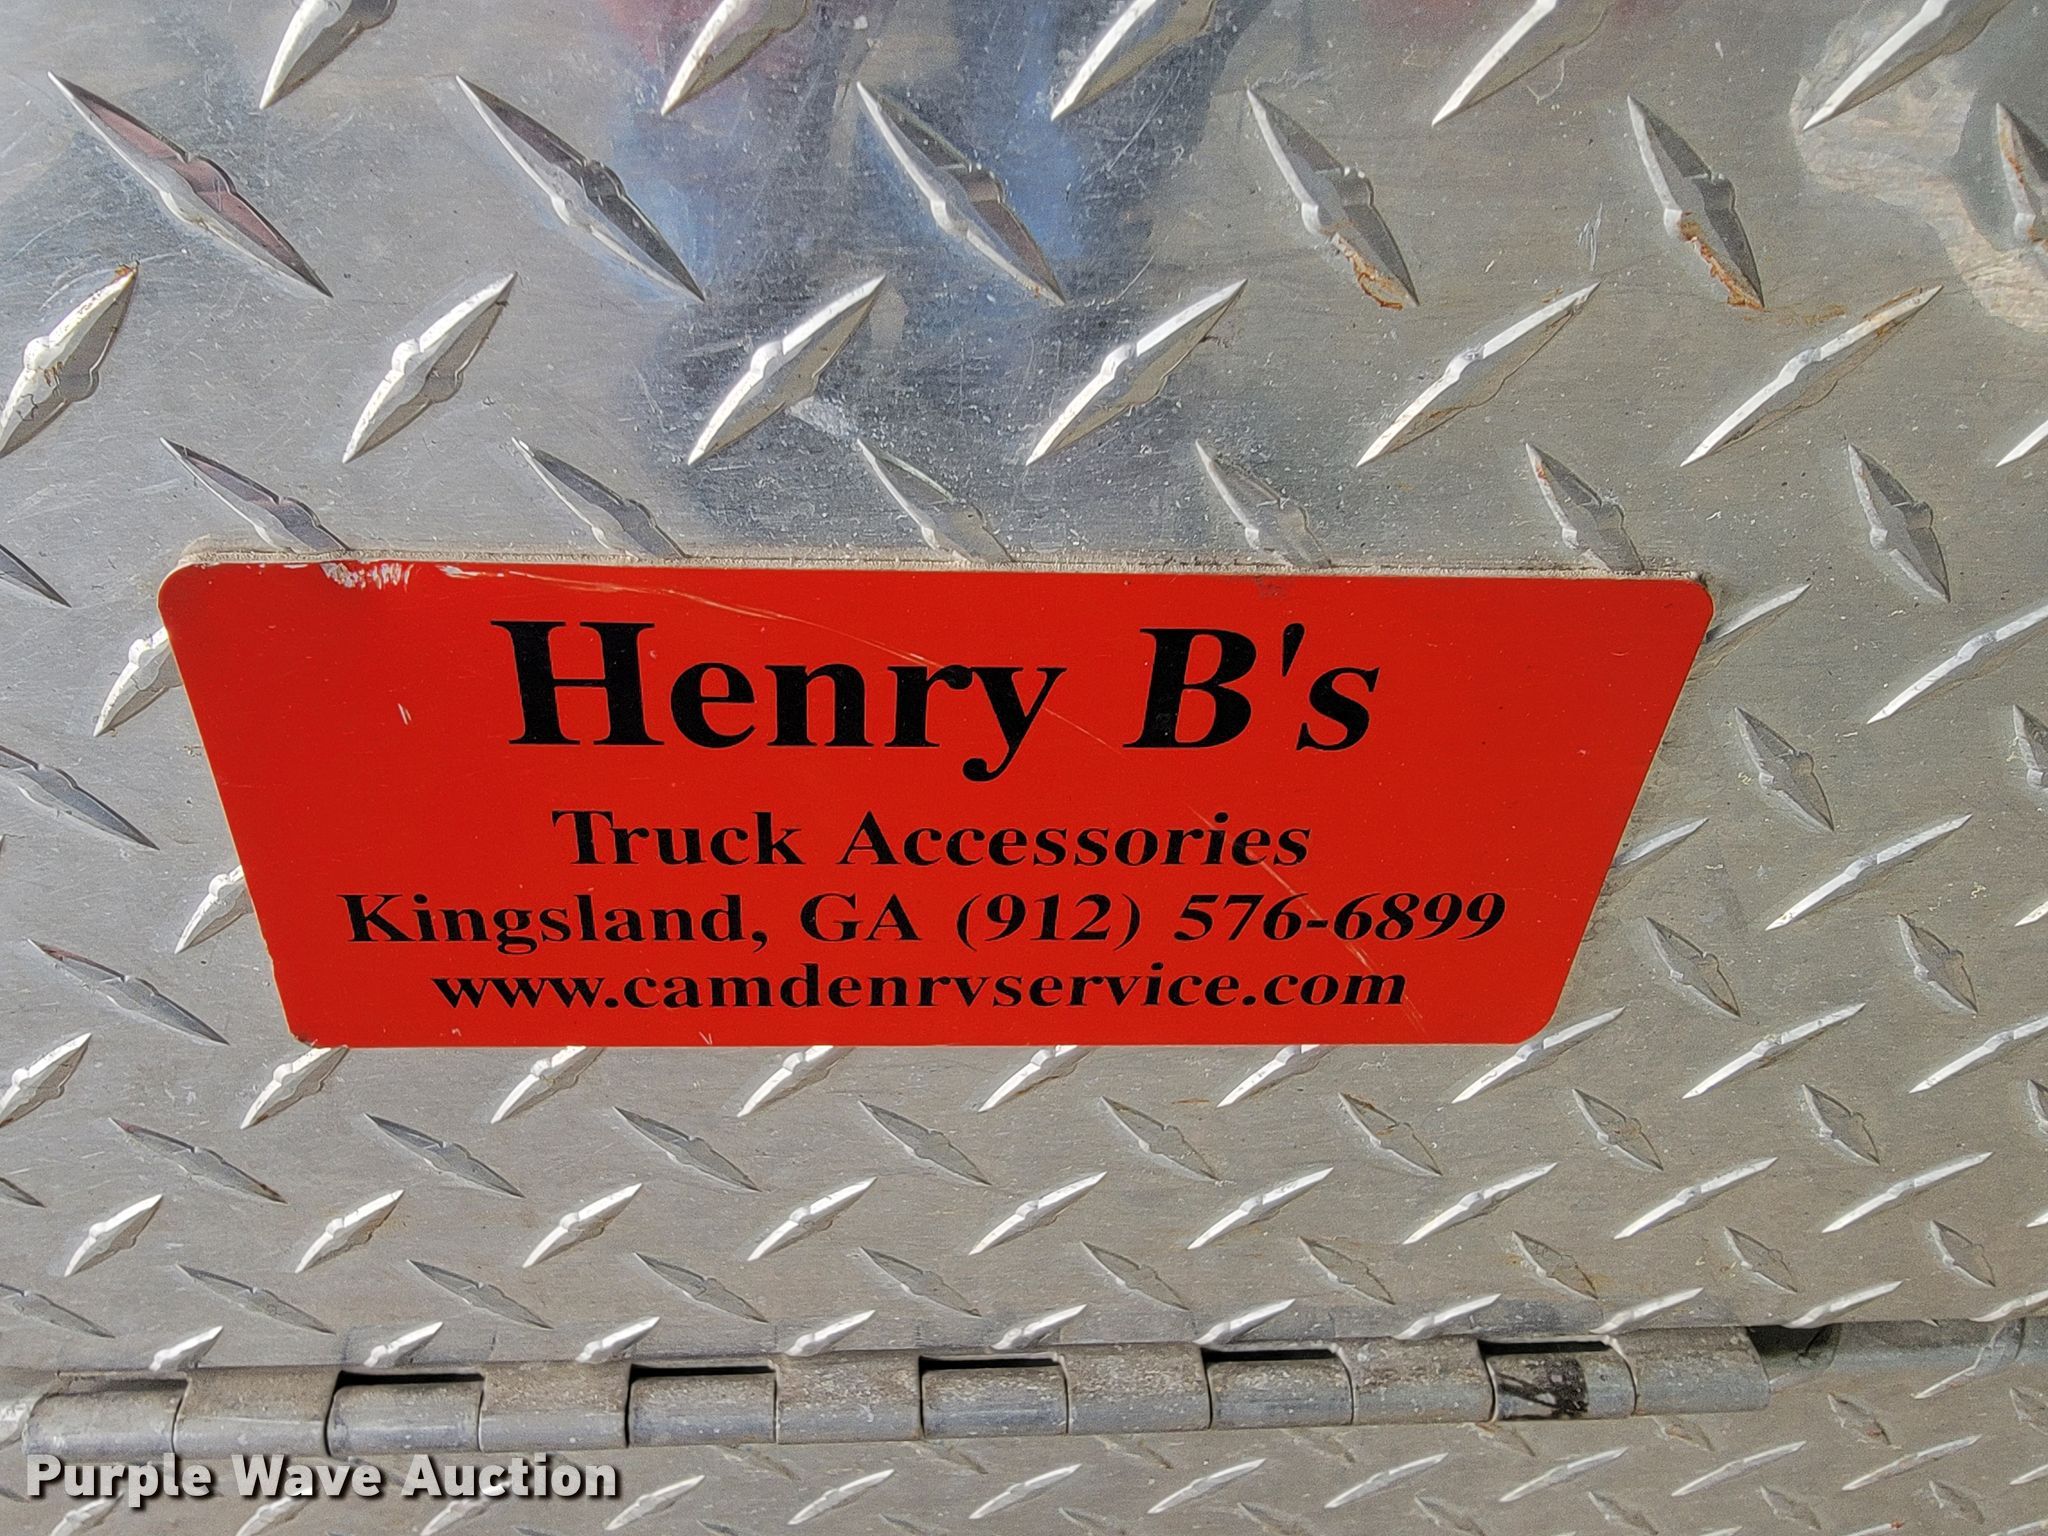 Henry B's
Truck Accessories
Kingsland, GA (912) 576-6899
www.camdenrvservice.com
Purple Wave Auction